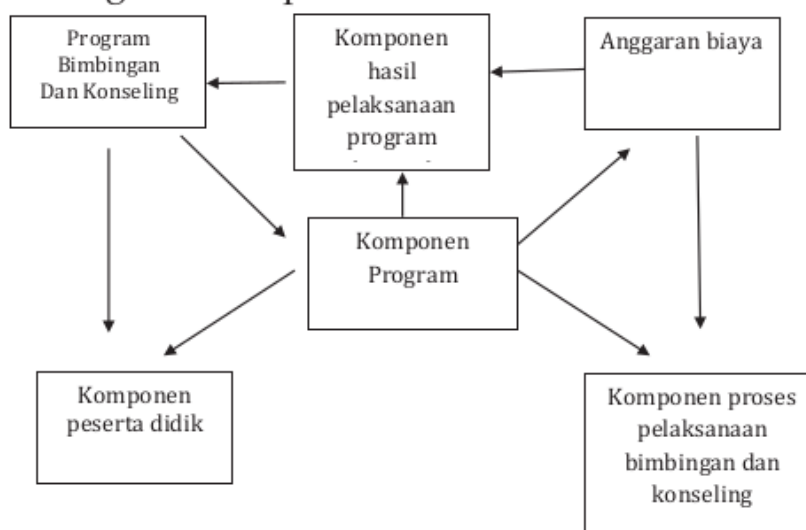 Program
Bimbingan
Dan Konseling
Komponen
hasil
pelaksanaan
program
Anggaran biaya
Komponen
Program
Komponen
peserta didik
Komponen proses
pelaksanaan
bimbingan dan
konseling